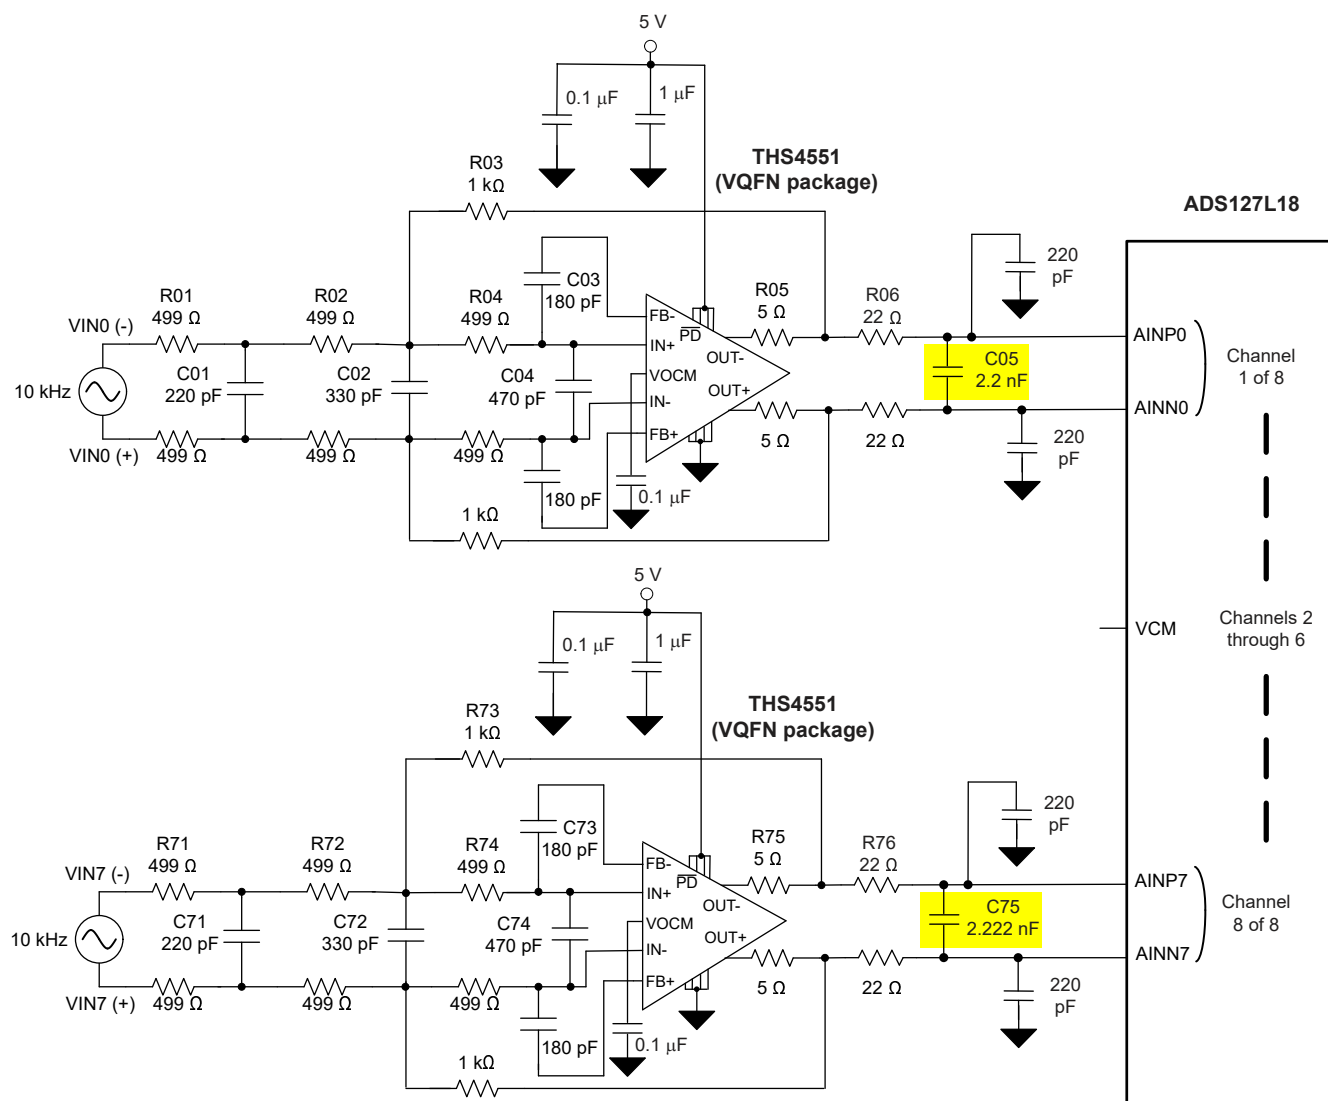 5 V
0.1 µF
1 µF
THS4551
(VQFN package)
R03
1 kΩ
ADS127L18
R01
499 Ω
R02
499 Ω
R04
499 Ω
C03
180 pF
FB-
PD
R05
5 Ω
R06
22 Ω
220
pF
VIN0 (-)
10 kHz
C01
220 pF
C02
330 pF
C04
470 pF
IN+
VOCM
IN-
FB+
OUT-
OUT+
C05
2.2 nF
AINP0
AINN0
Channel
1 of 8
VIN0 (+)
499 Ω
499 Ω
499 Ω
180 pF
0.1 µF
5 Ω
22 Ω
220
pF
1 kΩ
VCM
Channels 2
through 6
5 V
0.1 µF
1 µF
THS4551
(VQFN package)
R73
1 kΩ
R71
499 Ω
R72
499 Ω
R74
499 Ω
C73
180 pF
FB-
PD
R75
5 Ω
R76
22 Ω
220
pF
VIN7 (-)
10 kHz
C71
220 pF
C72
330 pF
C74
470 pF
IN+
VOCM
IN-
FB+
OUT-
OUT+
C75
2.222 nF
AINP7
AINN7
Channel
8 of 8
VIN7 (+)
499 Ω
499 Ω
499 Ω
180 pF
0.1 µF
5 Ω
22 Ω
220
pF
1 kΩ